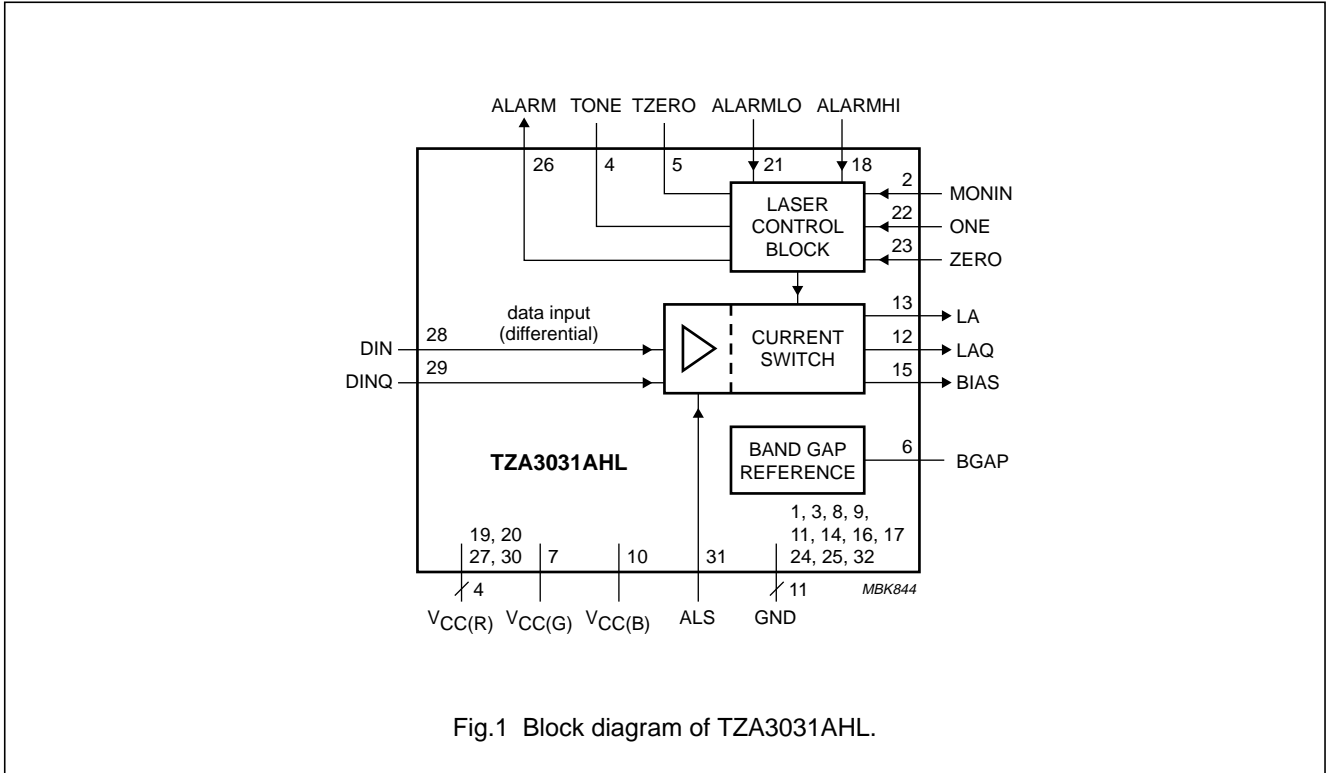 ALARM TONE TZERO ALARMLO ALARMHI
26 4 5 21 18
LASER
CONTROL
BLOCK
2 MONIN
22 ONE
23 ZERO
data input
(differential)
DIN 28
DINQ 29
CURRENT
SWITCH
13 LA
12 LAQ
15 BIAS
TZA3031AHL
BAND GAP
REFERENCE
6 BGAP
19, 20
27, 30
7
10
31
1, 3, 8, 9,
11, 14, 16, 17
24, 25, 32
4
11
MBK844
VCC(R) VCC(G) VCC(B) ALS GND
Fig.1 Block diagram of TZA3031AHL.